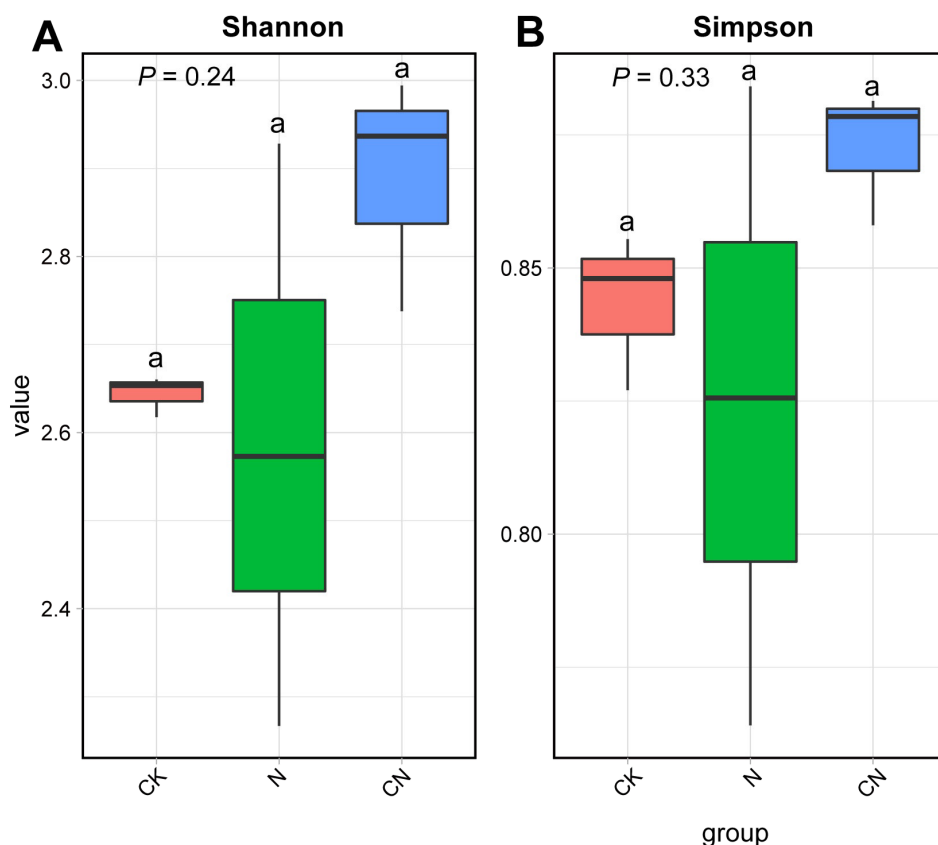 A
Shannon
P = 0.24
a
a
a
3.0
2.8
2.6
2.4
value
CK
N
CN
B
Simpson
P = 0.33
a
a
a
0.85
0.80
CK
N
CN
group